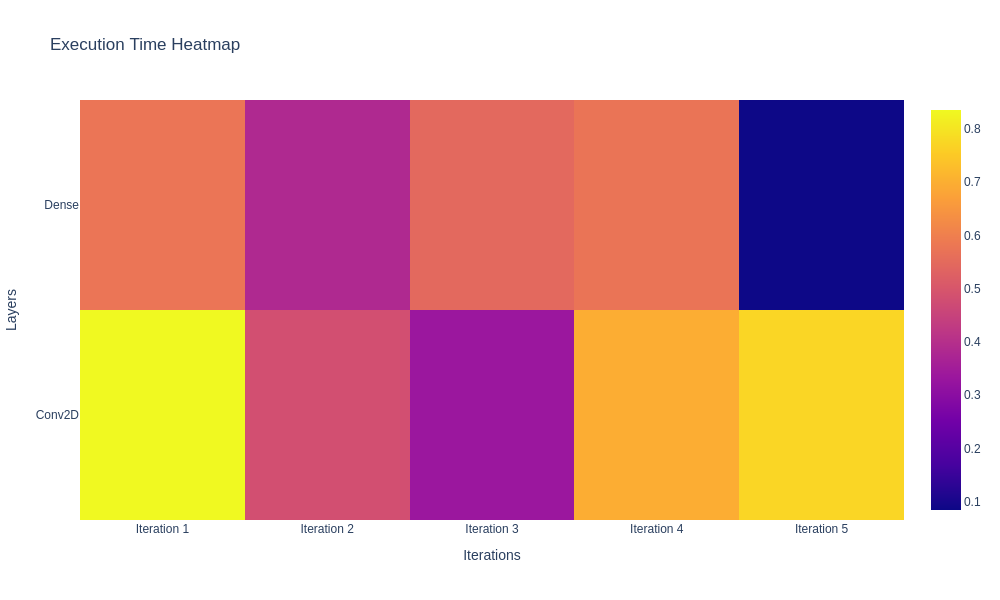 Execution Time Heatmap
Layers
Dense
Conv2D
Iteration 1
Iteration 2
Iteration 3
Iteration 4
Iteration 5
Iterations
0.8
0.7
0.6
0.5
0.4
0.3
0.2
0.1